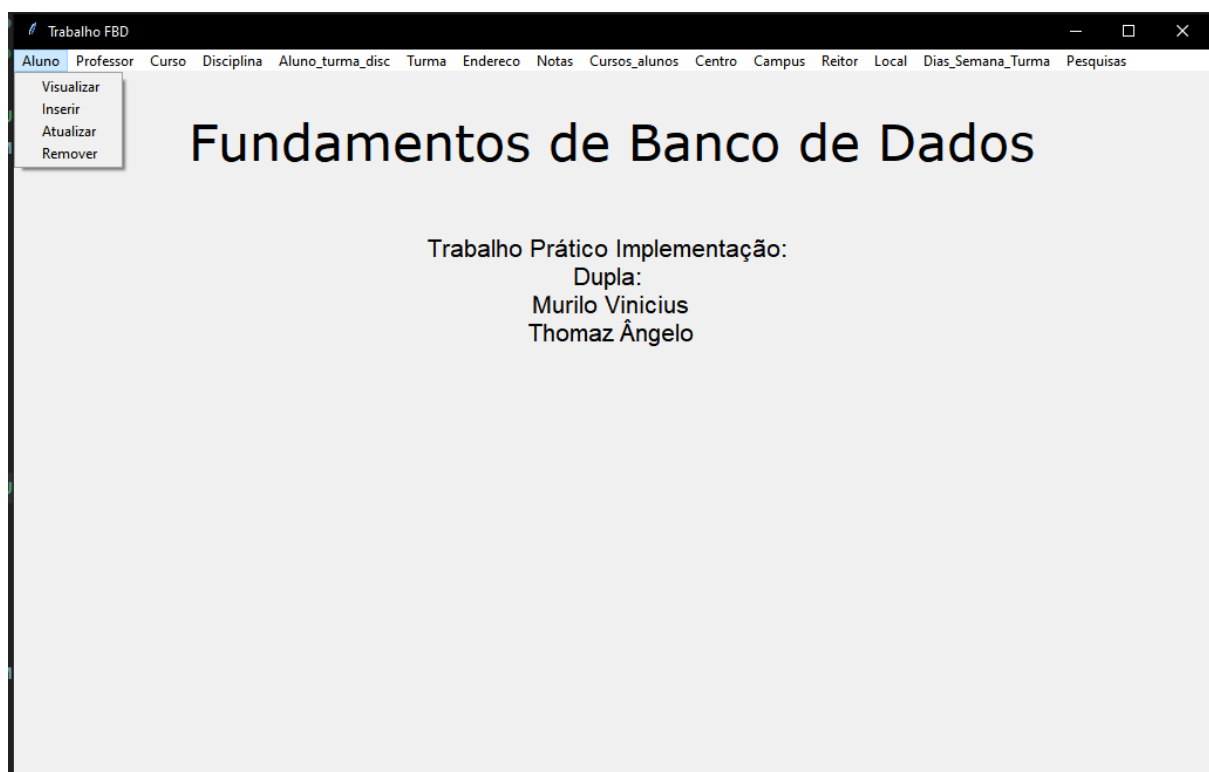 Trabalho FBD
Aluno Professor Curso Disciplina Aluno_turma_disc Turma Endereco Notas Cursos_alunos Centro Campus Reitor Local Dias_Semana_Turma Pesquisas
Visualizar
Inserir
Atualizar
Remover
Fundamentos de Banco de Dados
Trabalho Prático Implementação:
Dupla:
Murilo Vinicius
Thomaz Ângelo